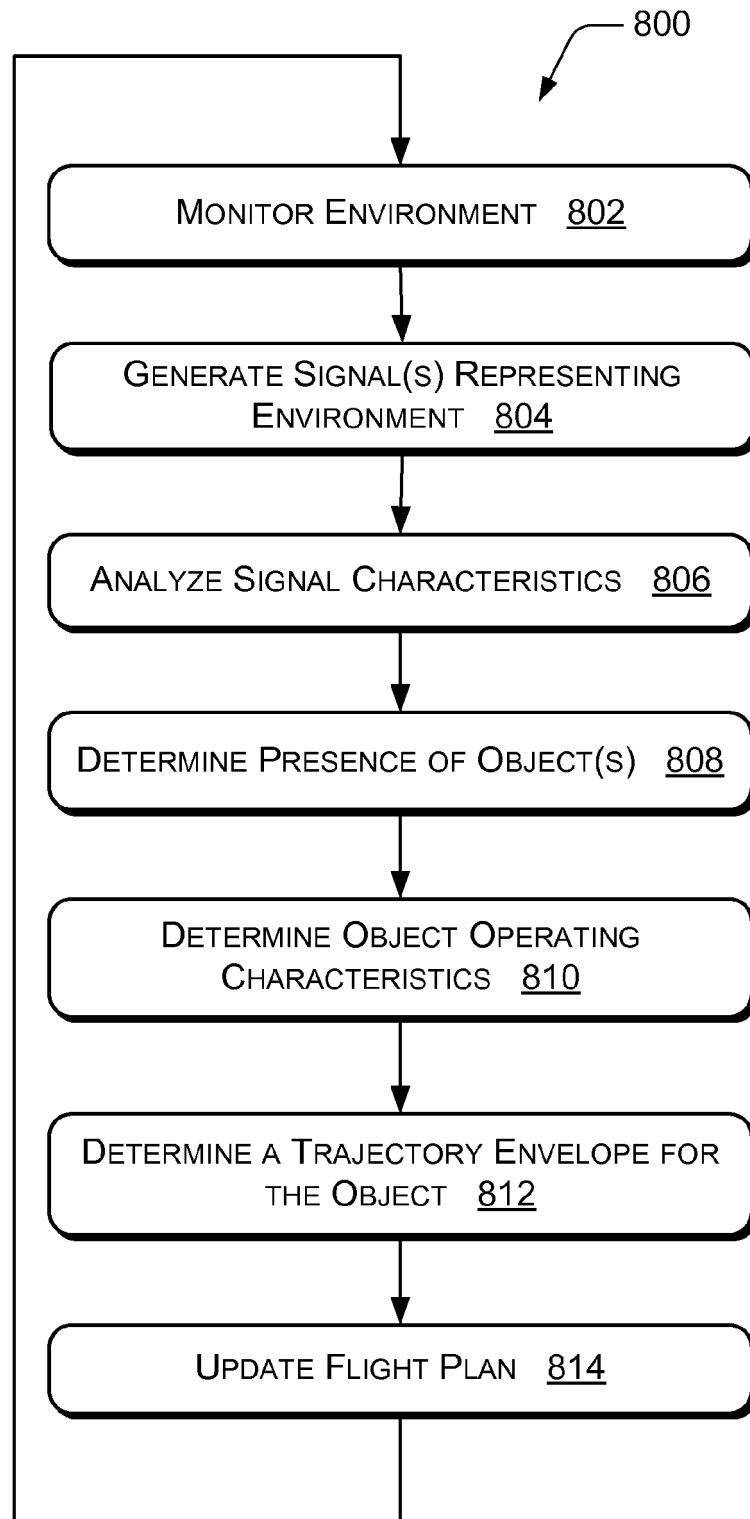 800
MONITOR ENVIRONMENT 802
GENERATE SIGNAL(S) REPRESENTING
ENVIRONMENT 804
ANALYZE SIGNAL CHARACTERISTICS 806
DETERMINE PRESENCE OF OBJECT(S) 808
DETERMINE OBJECT OPERATING
CHARACTERISTICS 810
DETERMINE A TRAJECTORY ENVELOPE FOR
THE OBJECT 812
UPDATE FLIGHT PLAN 814